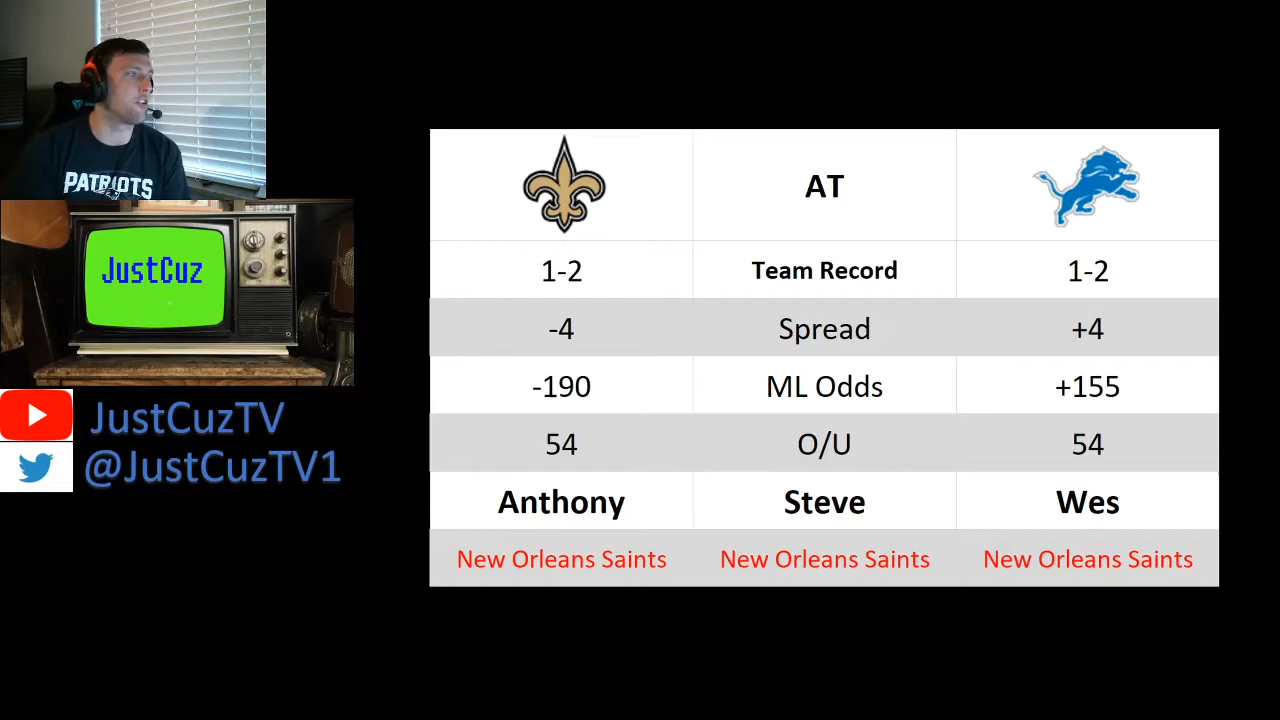 PATRIOTS
JustCuz
JustCuzTV
@JustCuzTV1
AT
1-2 Team Record 1-2
-4 Spread +4
-190 ML Odds +155
54 O/U 54
Anthony Steve Wes
New Orleans Saints New Orleans Saints New Orleans Saints